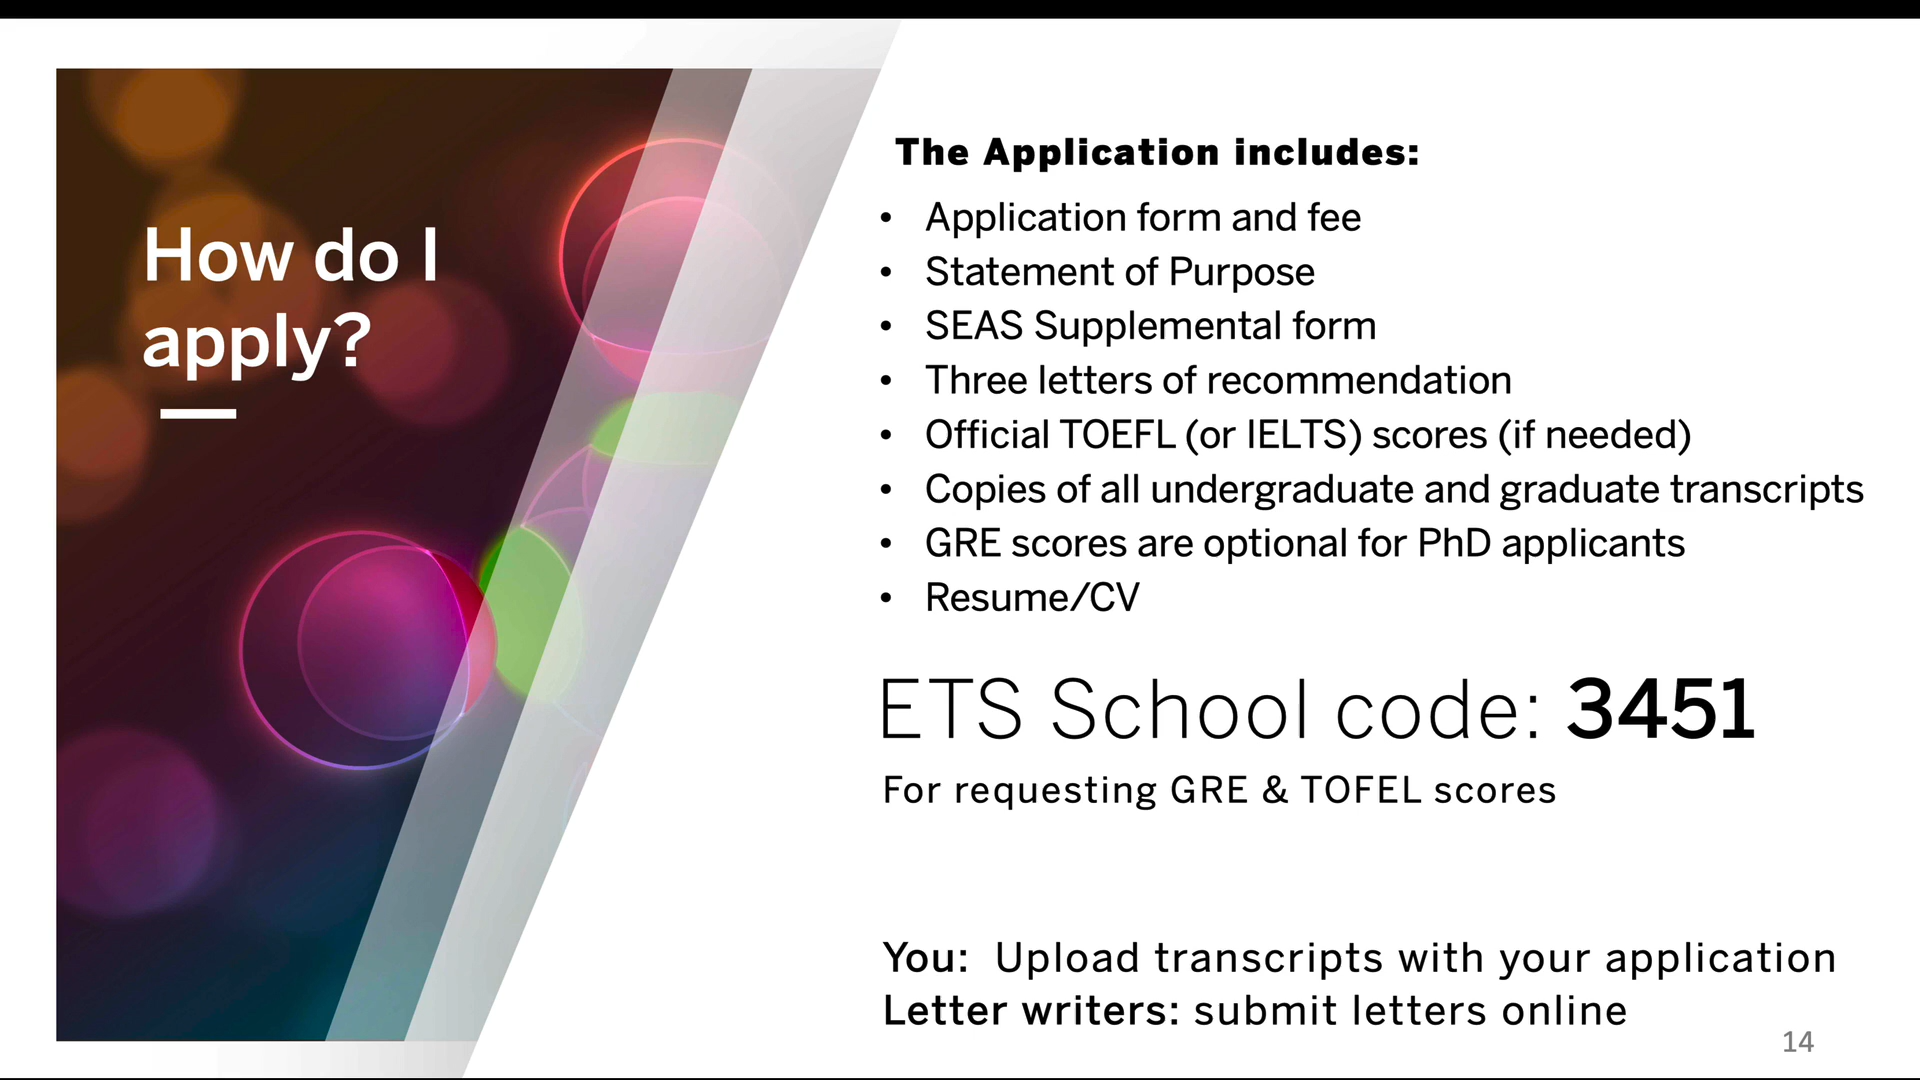 How do I
apply?
The Application includes:
• Application form and fee
• Statement of Purpose
• SEAS Supplemental form
• Three letters of recommendation
• Official TOEFL (or IELTS) scores (if needed)
• Copies of all undergraduate and graduate transcripts
• GRE scores are optional for PhD applicants
• Resume/CV
ETS School code: 3451
For requesting GRE & TOFEL scores
You: Upload transcripts with your application
Letter writers: submit letters online
14